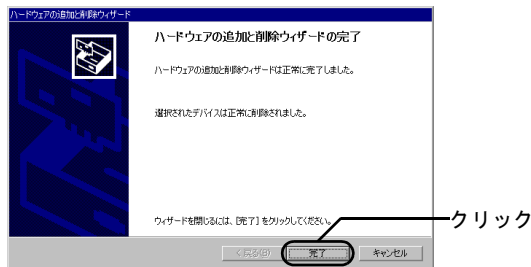 ハードウェアの追加と削除ウィザード
ハードウェアの追加と削除ウィザードの完了
ハードウェアの追加と削除ウィザードは正常に完了しました。
選択されたデバイスは正常に削除されました。
ウィザードを閉じるには、[完了] をクリックしてください。
クリック
< 戻る(B)
完了
キャンセル